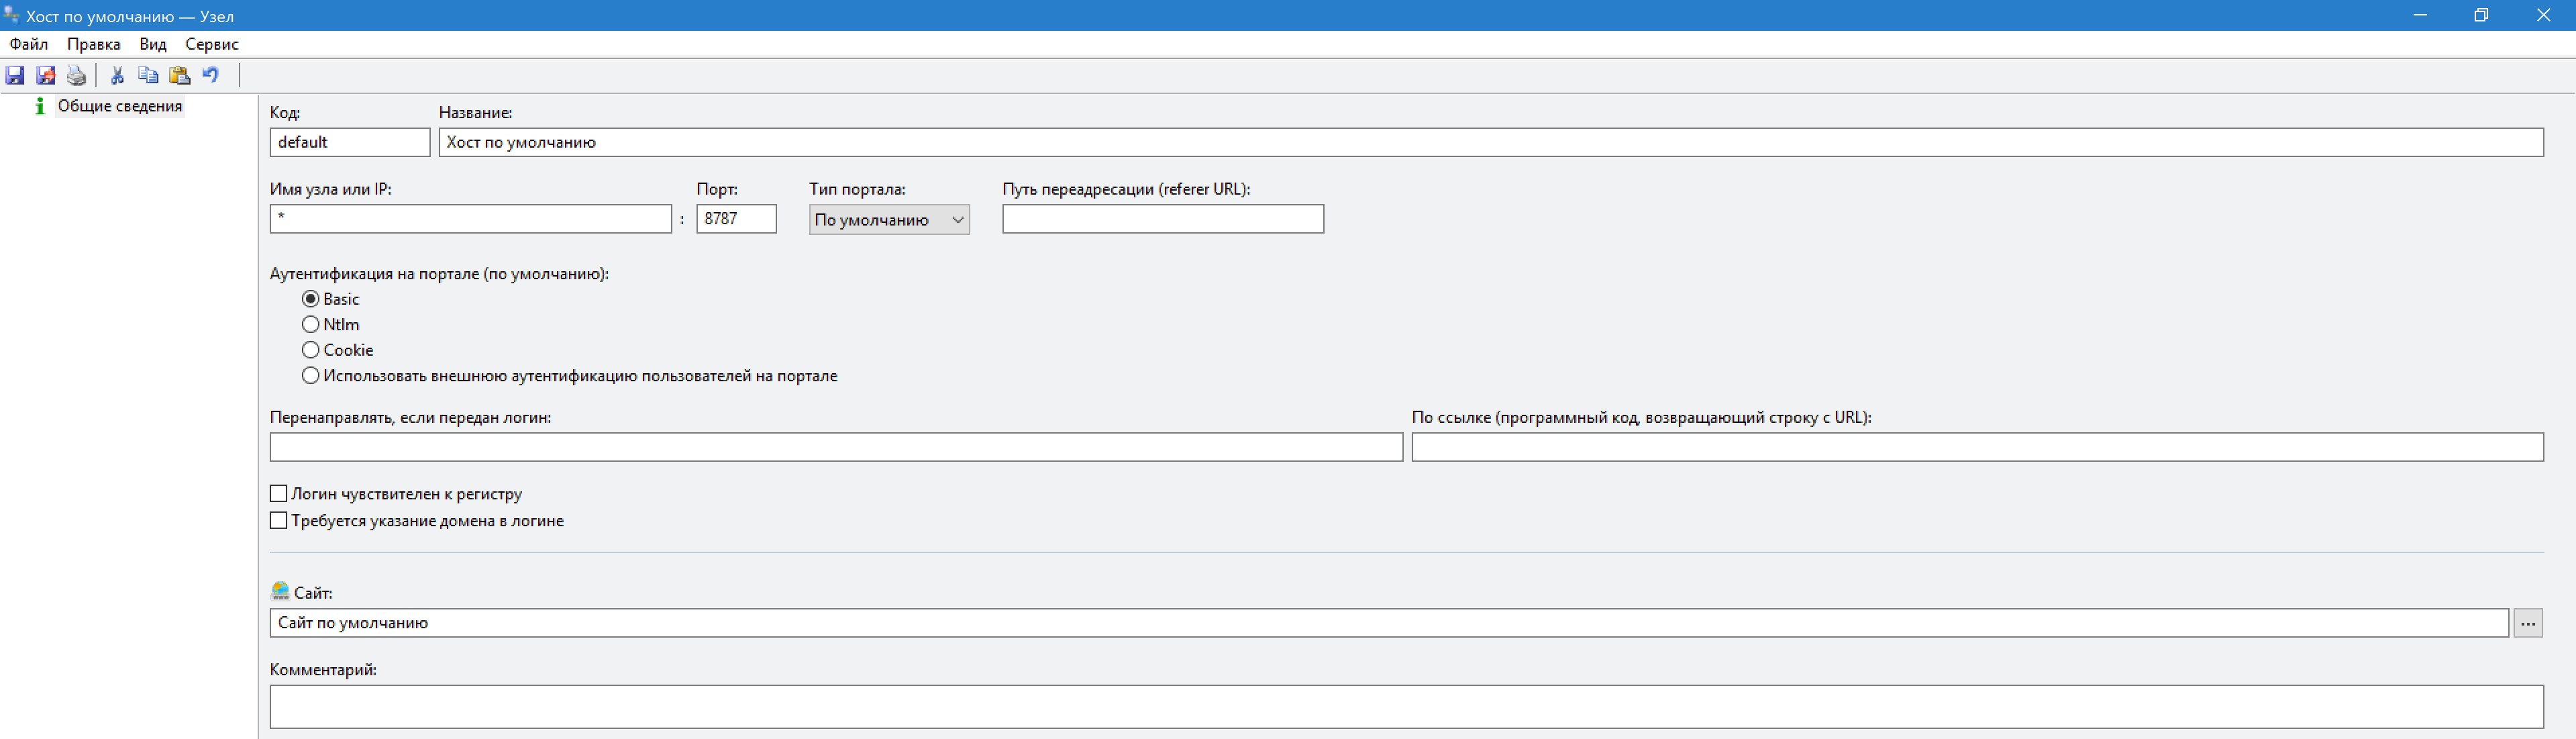 Хост по умолчанию — Узел
Файл Правка Вид Сервис
Общие сведения
Код: Название:
default Хост по умолчанию
Имя узла или IP: Порт: Тип портала: Путь переадресации (referer URL):
* : 8787 По умолчанию
Аутентификация на портале (по умолчанию):
Basic
Ntlm
Cookie
Использовать внешнюю аутентификацию пользователей на портале
Перенаправлять, если передан логин: По ссылке (программный код, возвращающий строку с URL):
Логин чувствителен к регистру
Требуется указание домена в логине
Сайт:
Сайт по умолчанию ...
Комментарий: